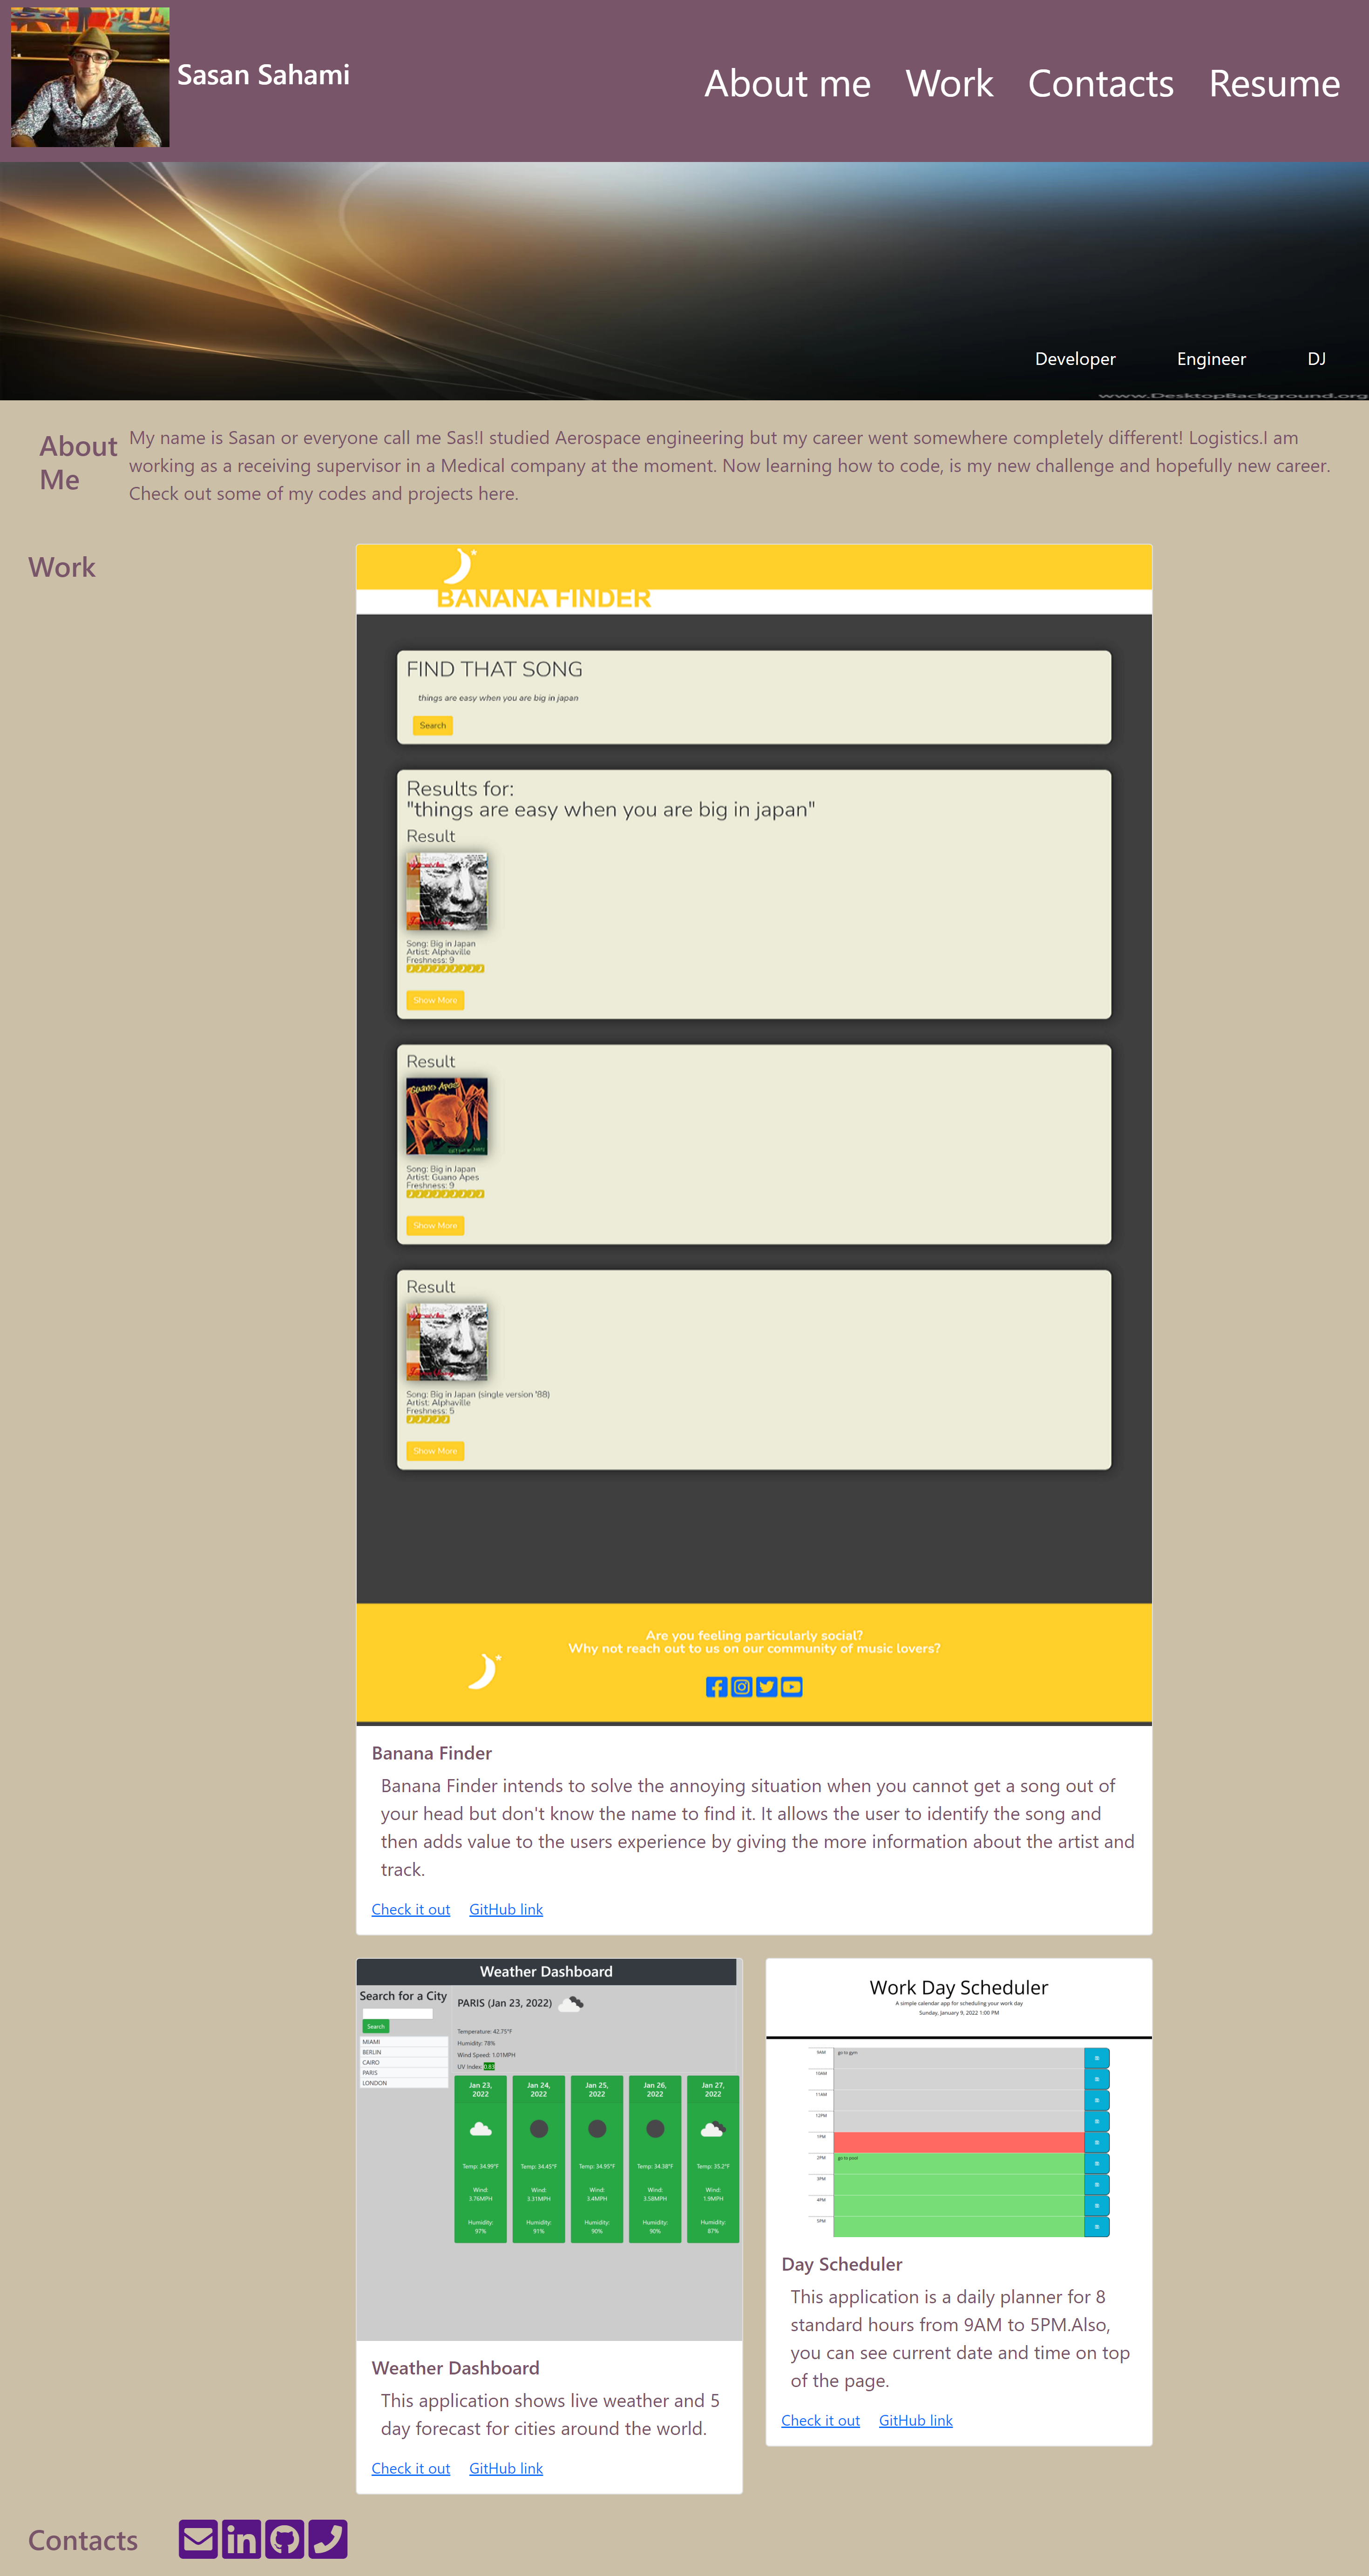 Sasan Sahami
About me Work Contacts Resume
Developer Engineer DJ
www.DesktopBackground.org
About
Me
My name is Sasan or everyone call me Sas!I studied Aerospace engineering but my career went somewhere completely different! Logistics.I am
working as a receiving supervisor in a Medical company at the moment. Now learning how to code, is my new challenge and hopefully new career.
Check out some of my codes and projects here.
Work
BANANA FINDER
FIND THAT SONG
things are easy when you are big in japan
Search
Results for:
"things are easy when you are big in japan"
Result
Song: Big in Japan
Artist: Alphaville
Freshness: 9
Show More
Result
GUANO APES
Song: Big in Japan
Artist: Guano Apes
Freshness: 9
Show More
Result
Song: Big in Japan (single version '88)
Artist: Alphaville
Freshness: 5
Show More
Are you feeling particularly social?
Why not reach out to us on our community of music lovers?
Banana Finder
Banana Finder intends to solve the annoying situation when you cannot get a song out of
your head but don't know the name to find it. It allows the user to identify the song and
then adds value to the users experience by giving the more information about the artist and
track.
Check it out GitHub link
Weather Dashboard
Search for a City
Search
MIAMI
BERLIN
CAIRO
PARIS
LONDON
PARIS (Jan 23, 2022)
Temperature: 42.75°F
Humidity: 78%
Wind Speed: 1.01MPH
UV Index: 0.83
Jan 23, 2022 Jan 24, 2022 Jan 25, 2022 Jan 26, 2022 Jan 27, 2022
Temp: 34.99°F Temp: 34.45°F Temp: 34.95°F Temp: 34.38°F Temp: 35.2°F
Wind: 3.76MPH Wind: 3.31MPH Wind: 3.4MPH Wind: 3.58MPH Wind: 1.9MPH
Humidity: 97% Humidity: 91% Humidity: 90% Humidity: 90% Humidity: 87%
Weather Dashboard
This application shows live weather and 5
day forecast for cities around the world.
Check it out GitHub link
Work Day Scheduler
A simple calendar app for scheduling your work day
Sunday, January 9, 2022 1:00 PM
9AM go to gym
10AM
11AM
12PM
1PM
2PM go to pool
3PM
4PM
5PM
Day Scheduler
This application is a daily planner for 8
standard hours from 9AM to 5PM.Also,
you can see current date and time on top
of the page.
Check it out GitHub link
Contacts
in